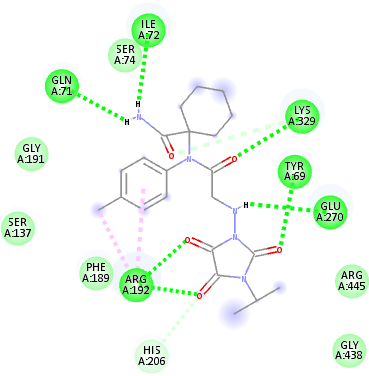 ILE
A:72
SER
A:74
GLN
A:71
H
H
N
O
LYS
A:329
GLY
A:191
N
O
TYR
A:69
N
H
GLU
A:270
SER
A:137
O
N
O
PHE
A:189
ARG
A:192
O
N
ARG
A:445
HIS
A:206
GLY
A:438